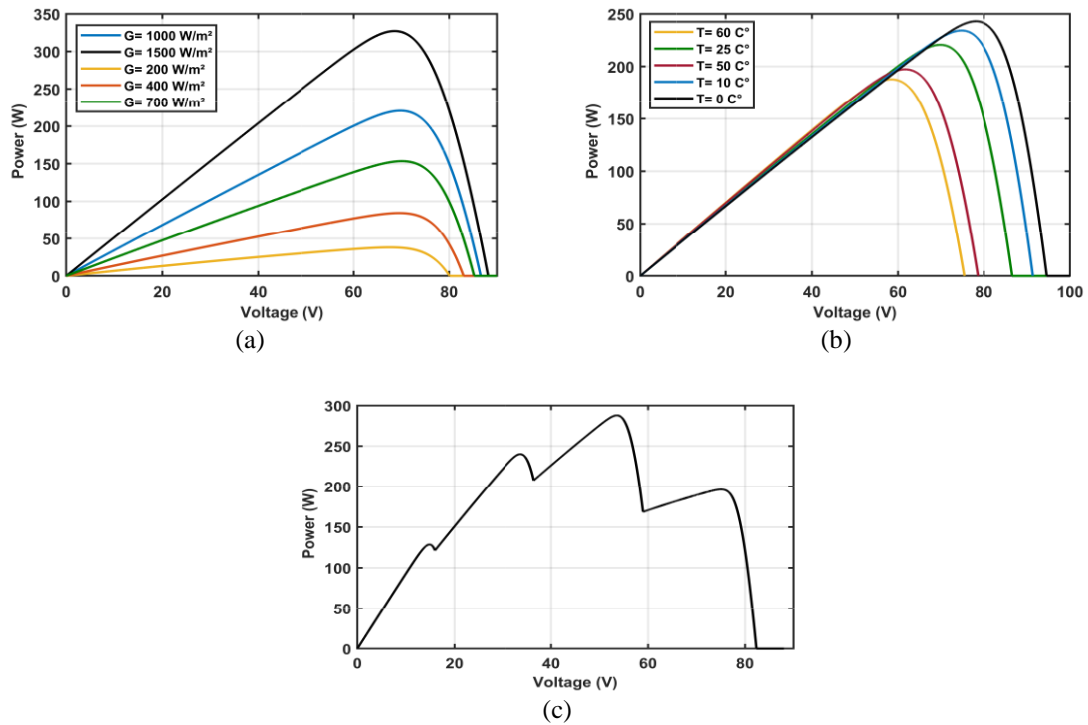 350
300
250
200
150
100
50
0
Power (W)
G= 1000 W/m²
G= 1500 W/m²
G= 200 W/m²
G= 400 W/m²
G= 700 W/m²
0 20 40 60 80
Voltage (V)
(a)
250
200
150
100
50
0
Power (W)
T= 60 C°
T= 25 C°
T= 50 C°
T= 10 C°
T= 0 C°
0 20 40 60 80 100
Voltage (V)
(b)
300
250
200
150
100
50
0
Power (W)
0 20 40 60 80
Voltage (V)
(c)